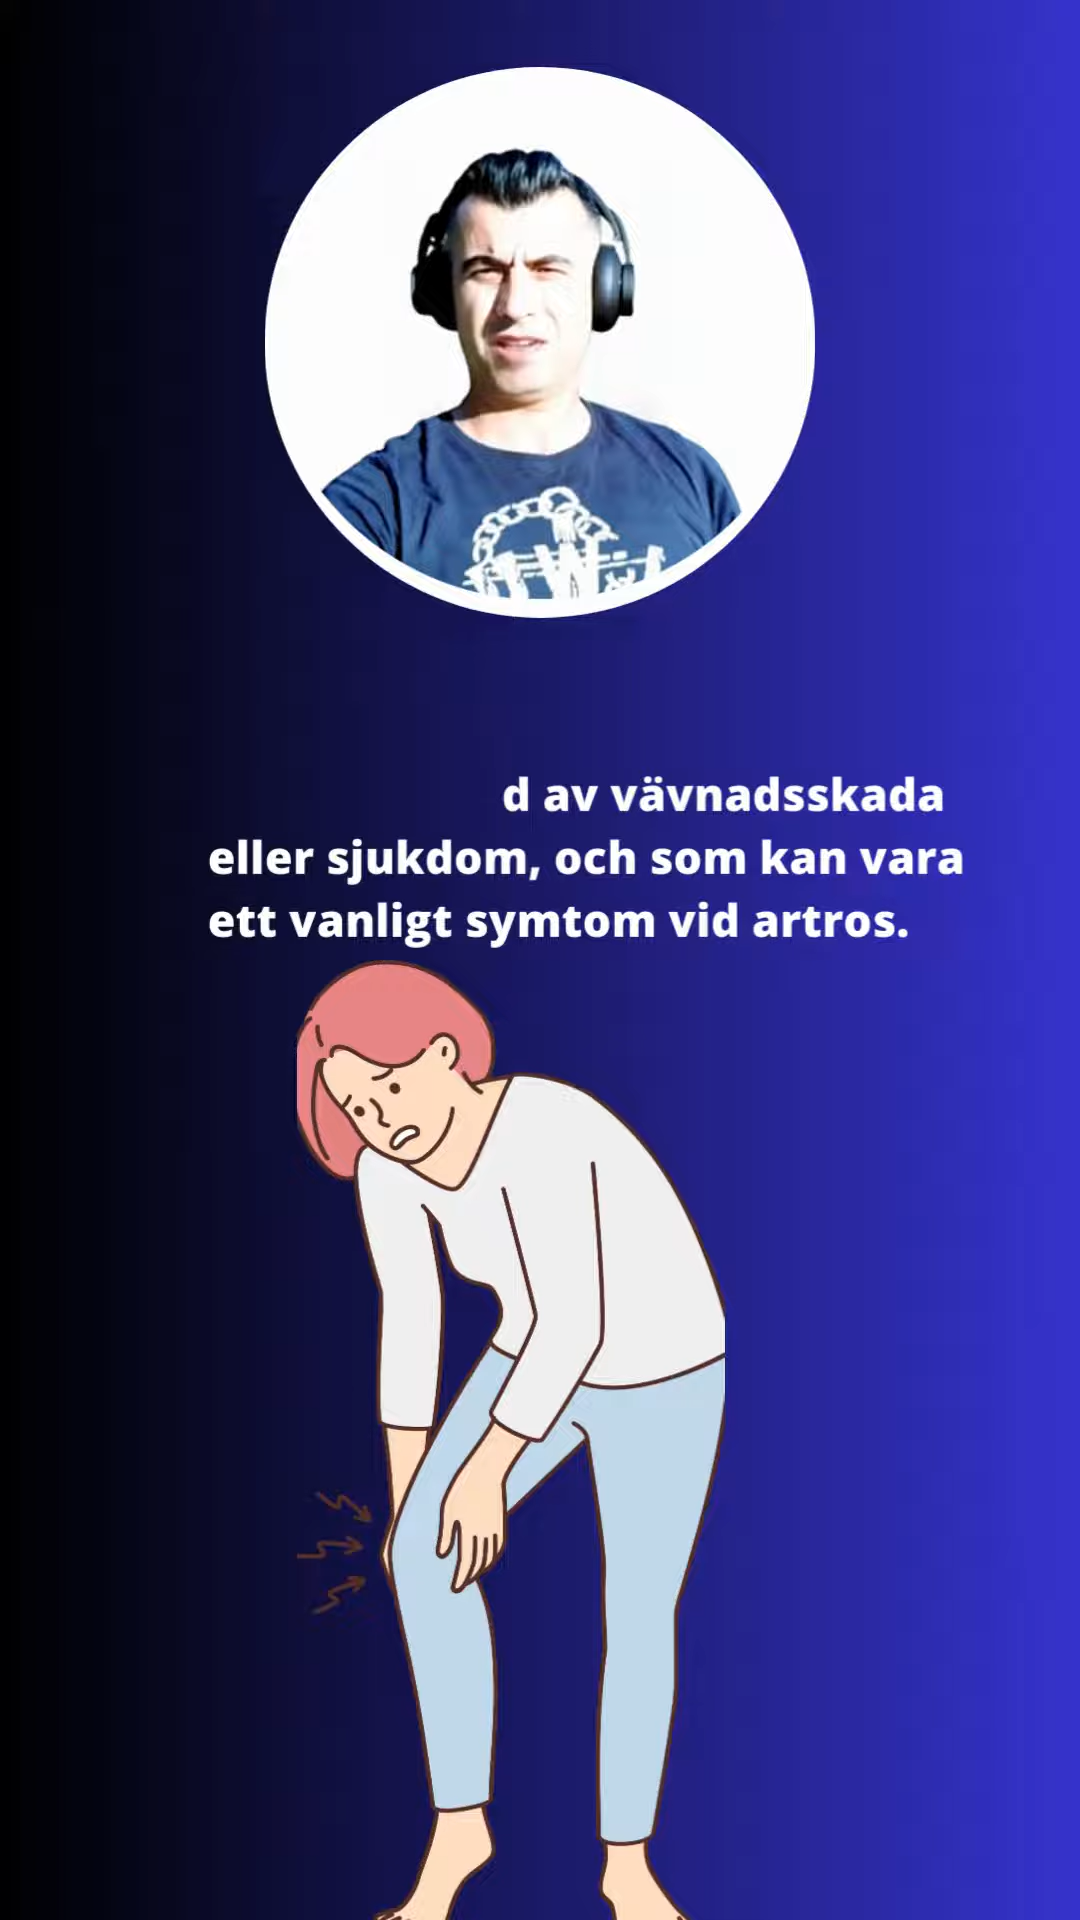 d av vävnadsskada
eller sjukdom, och som kan vara
ett vanligt symtom vid artros.